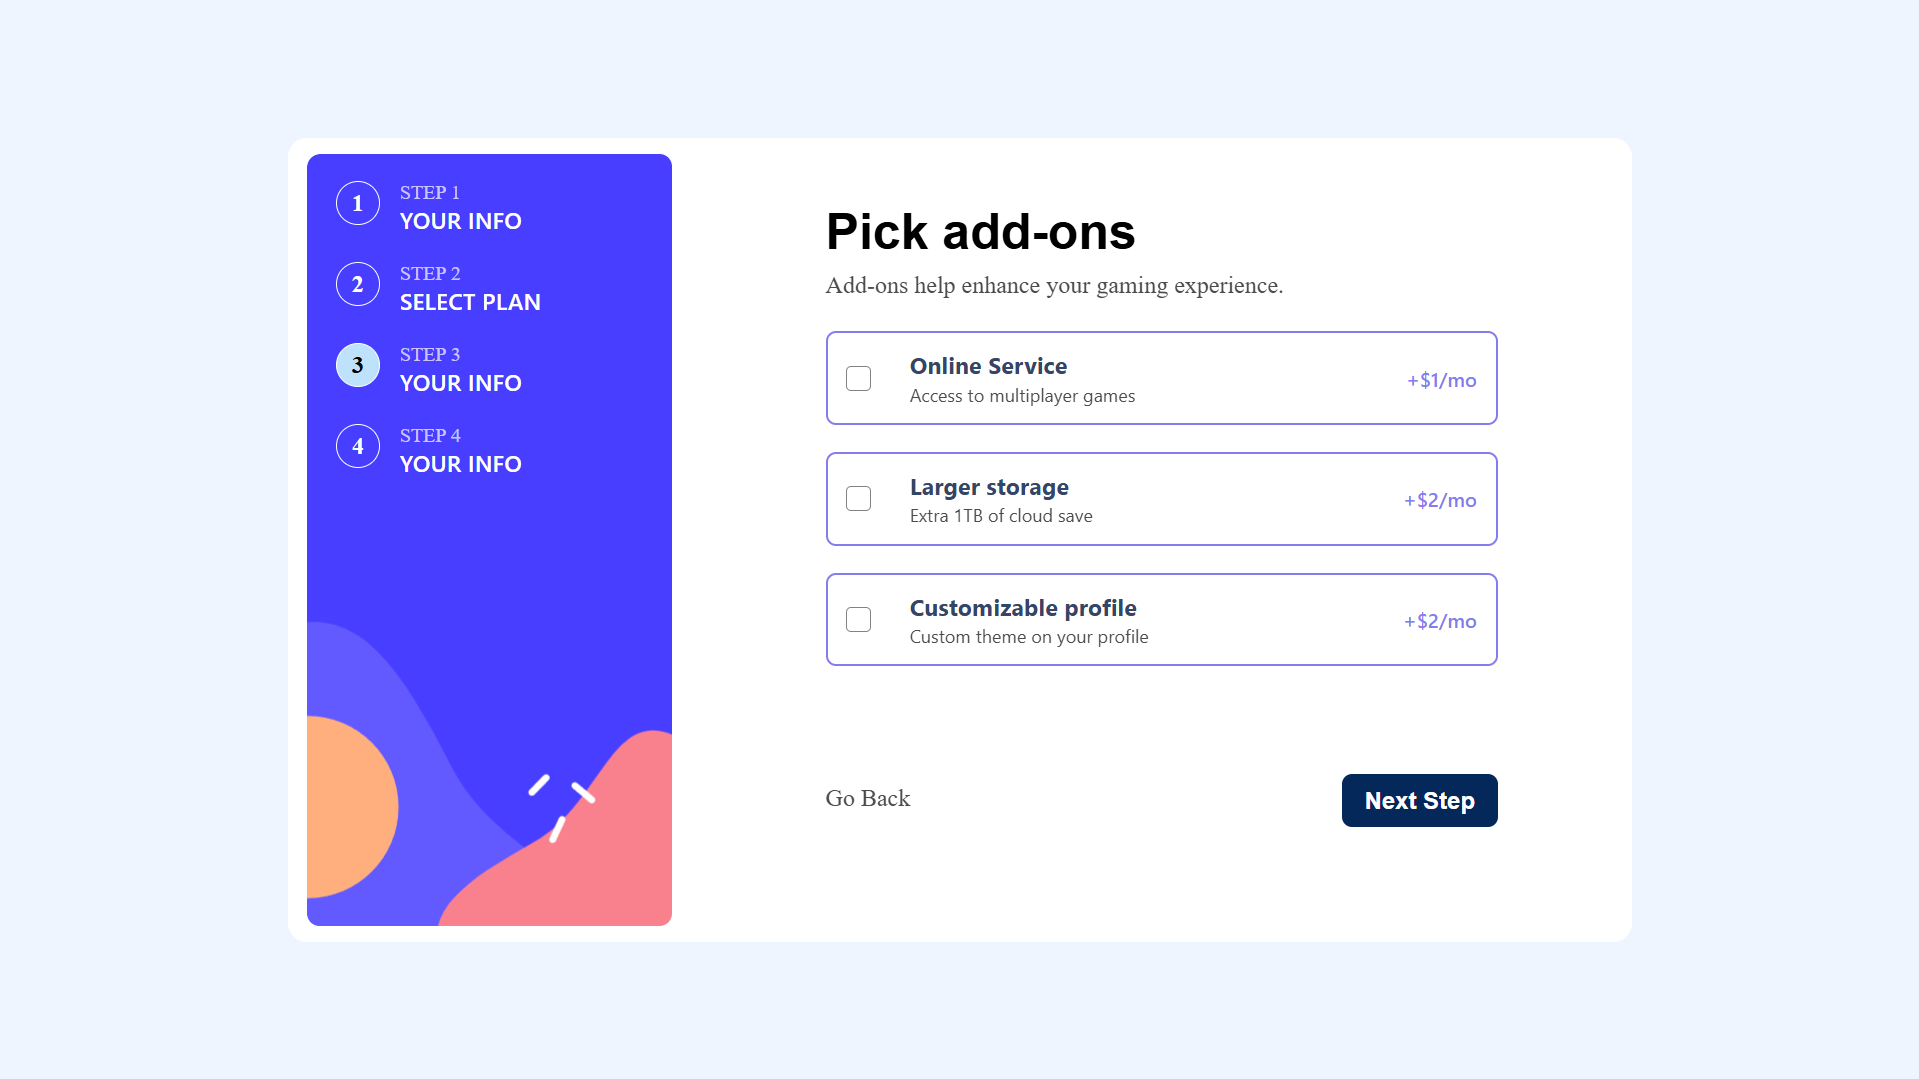 1
STEP 1
YOUR INFO
2
STEP 2
SELECT PLAN
3
STEP 3
YOUR INFO
4
STEP 4
YOUR INFO
Pick add-ons
Add-ons help enhance your gaming experience.
Online Service
Access to multiplayer games
+$1/mo
Larger storage
Extra 1TB of cloud save
+$2/mo
Customizable profile
Custom theme on your profile
+$2/mo
Go Back
Next Step